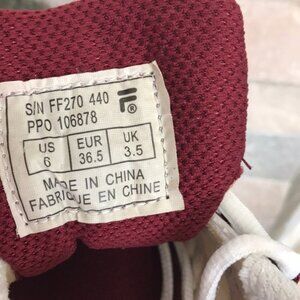 S/N FF270 440
PPO 106878
US EUR UK
6 36.5 3.5
MADE IN CHINA
FABRIQUE EN CHINE